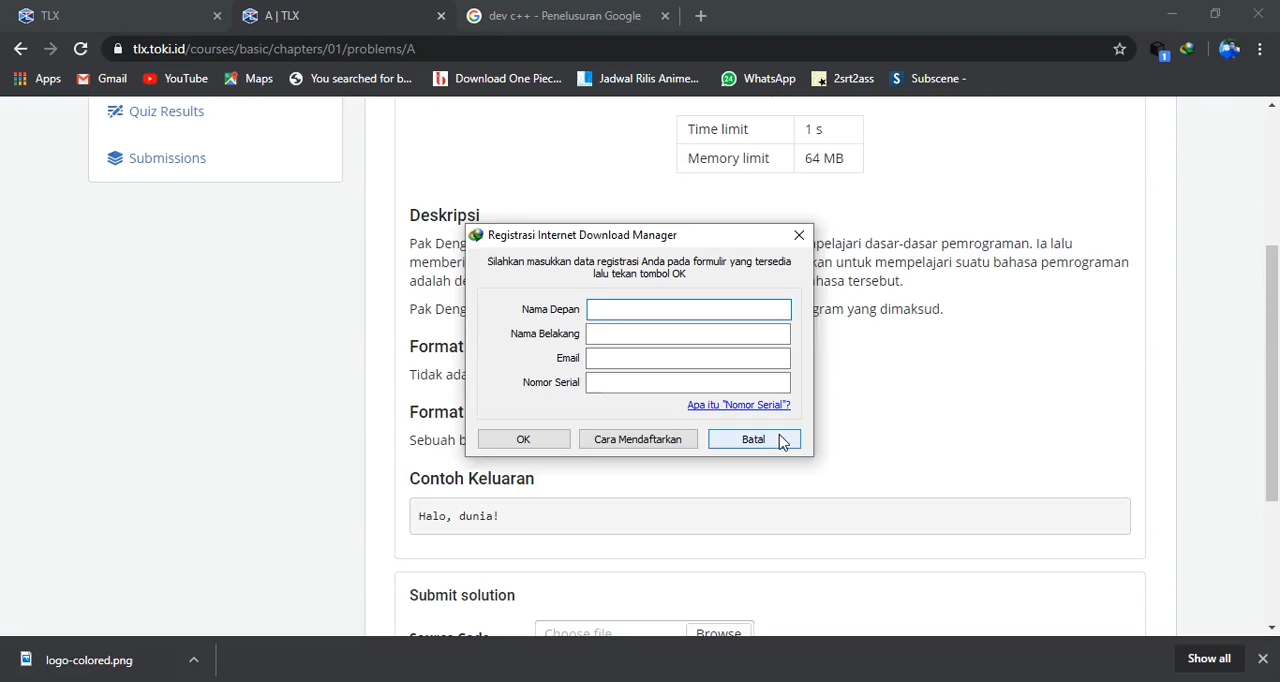 TLX
A | TLX
dev c++ - Penelusuran Google
tlx.toki.id/courses/basic/chapters/01/problems/A
1
Apps
Gmail
YouTube
Maps
You searched for b...
Download One Piec...
Jadwal Rilis Anime...
24
WhatsApp
2srt2ass
S
Subscene -
Quiz Results
Submissions
Time limit
1 s
Memory limit
64 MB
Deskripsi
Pak Deng
pelajari dasar-dasar pemrograman. Ia lalu
memberi
kan untuk mempelajari suatu bahasa pemrograman
adalah de
hasa tersebut.
Pak Deng
gram yang dimaksud.
Format
Tidak ada
Format
Sebuah b
Registrasi Internet Download Manager
Silahkan masukkan data registrasi Anda pada formulir yang tersedia
lalu tekan tombol OK
Nama Depan
Nama Belakang
Email
Nomor Serial
Apa itu "Nomor Serial"?
OK
Cara Mendaftarkan
Batal
Contoh Keluaran
Halo, dunia!
Submit solution
Source Code
Choose file
Browse
logo-colored.png
Show all